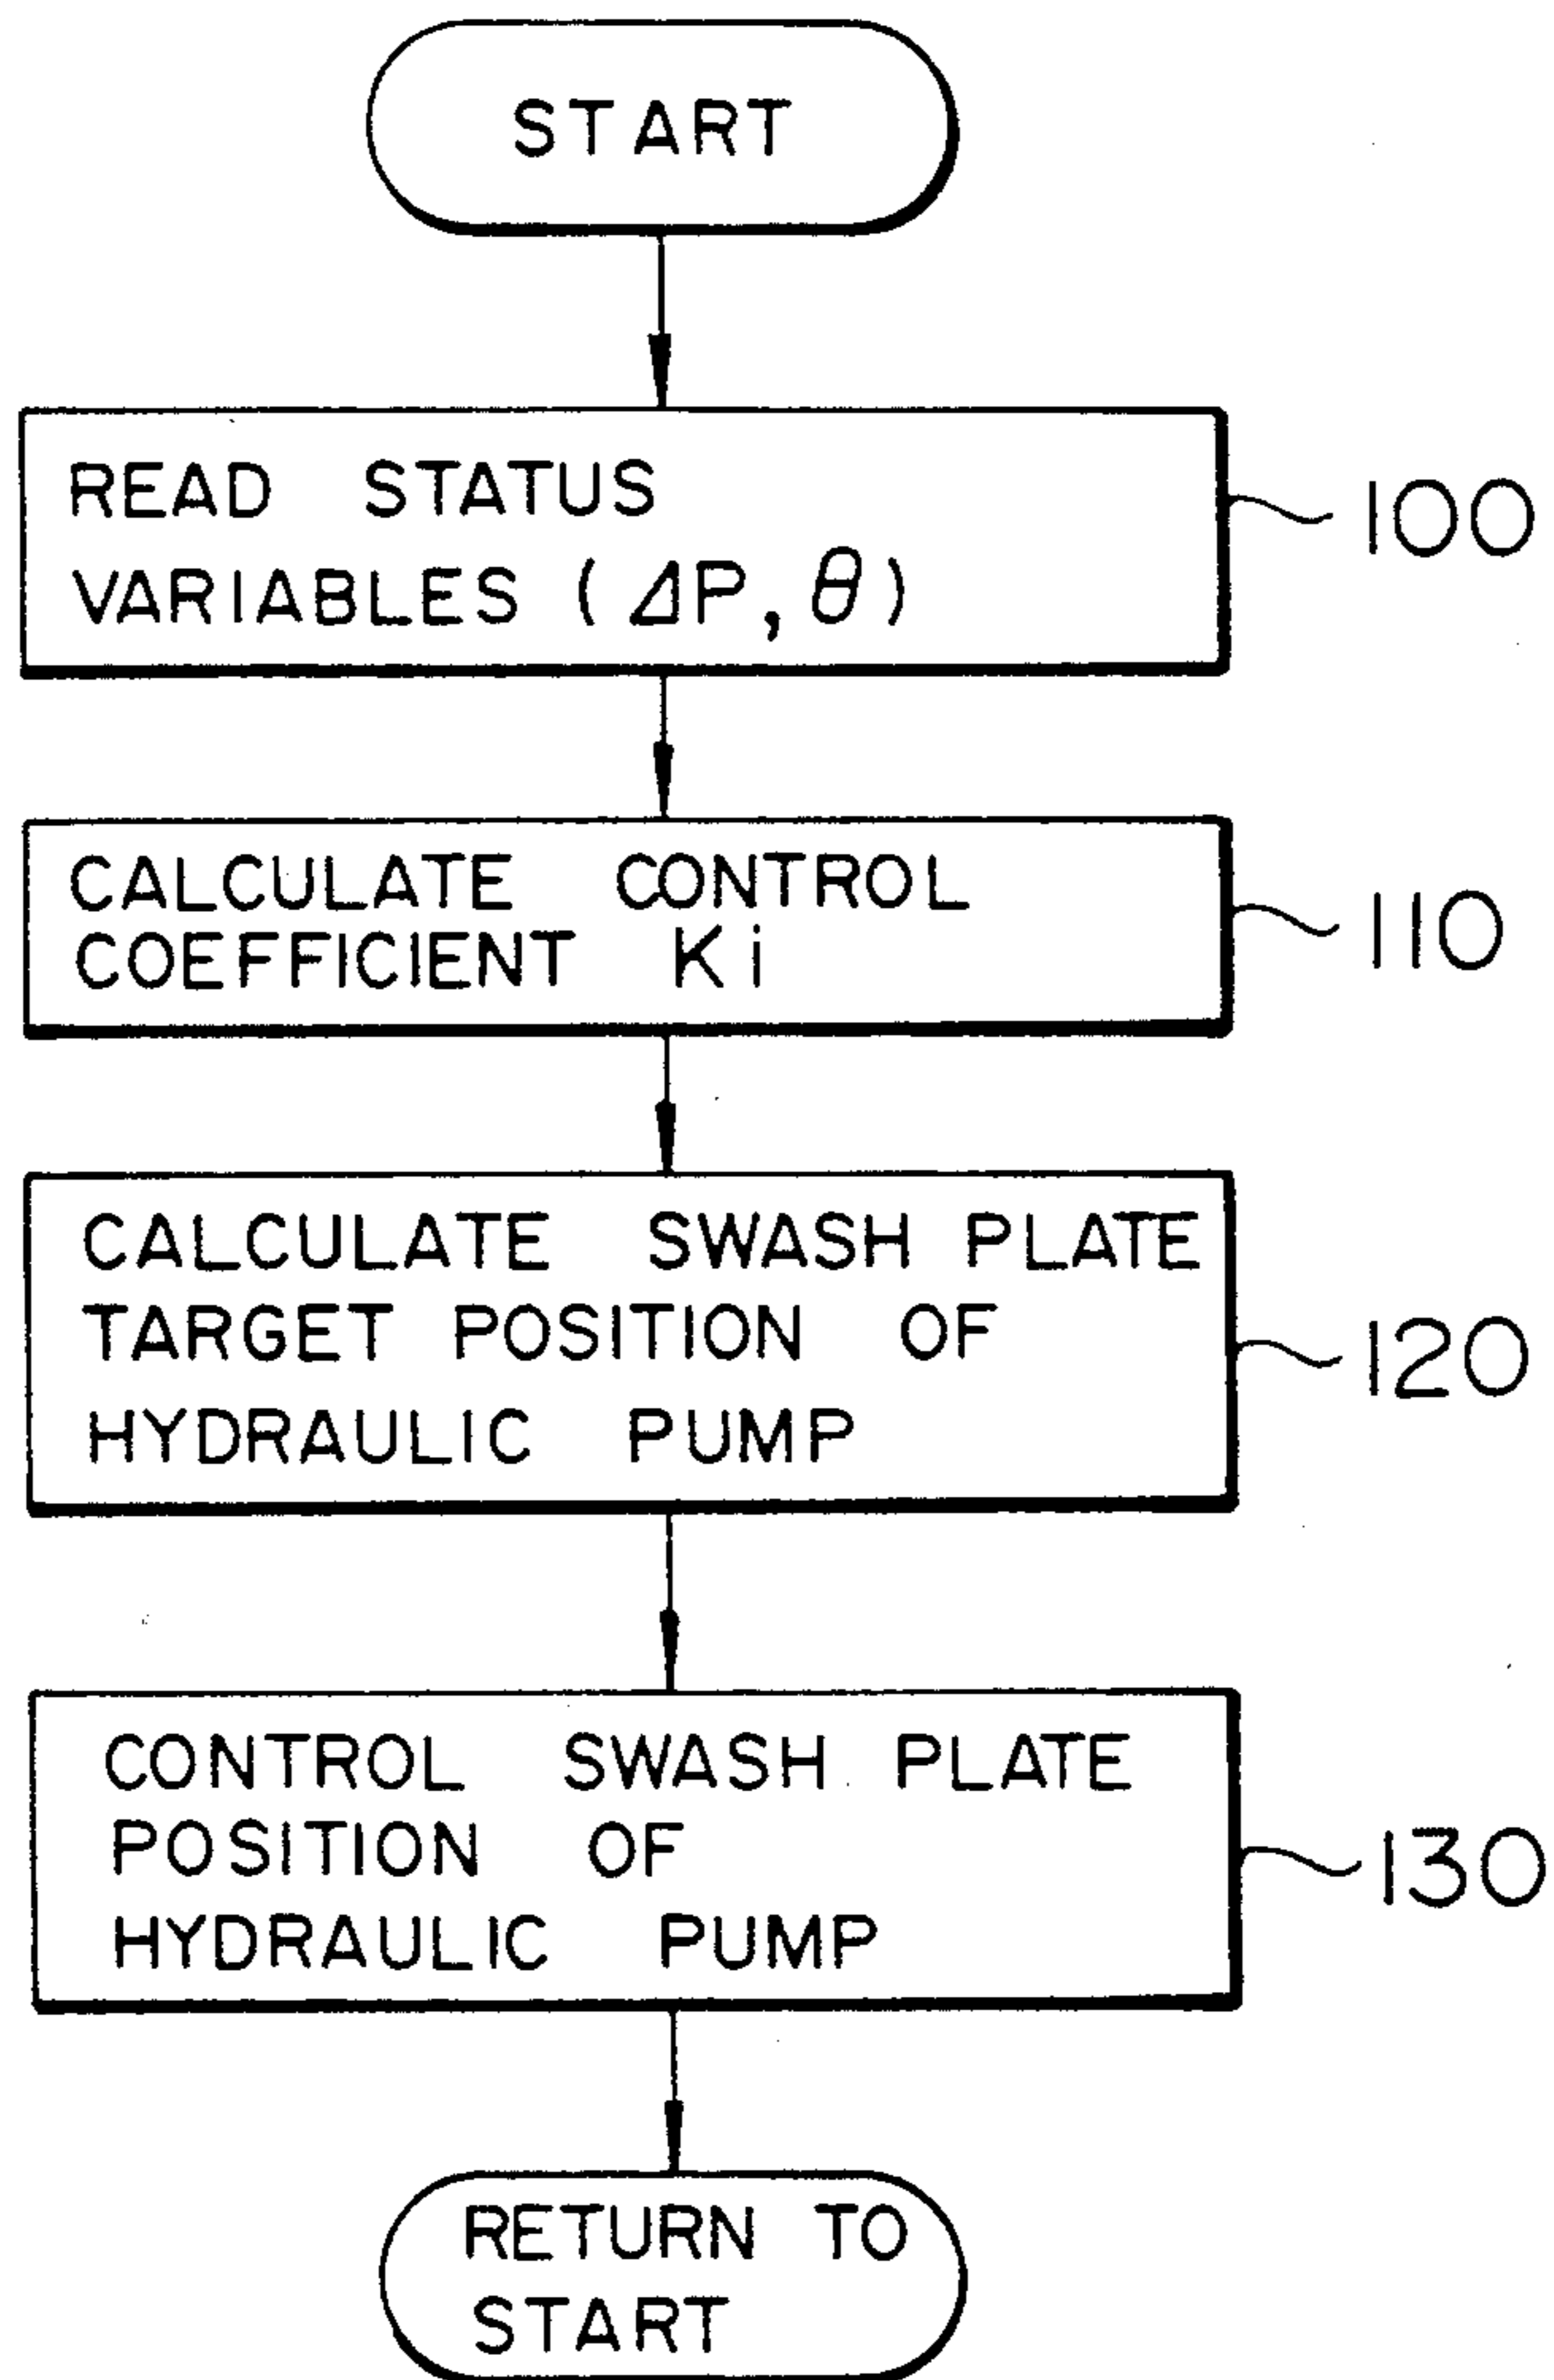 START
READ STATUS
VARIABLES (ΔP, θ)
100
CALCULATE CONTROL
COEFFICIENT Ki
110
CALCULATE SWASH PLATE
TARGET POSITION OF
HYDRAULIC PUMP
120
CONTROL SWASH PLATE
POSITION OF
HYDRAULIC PUMP
130
RETURN TO
START